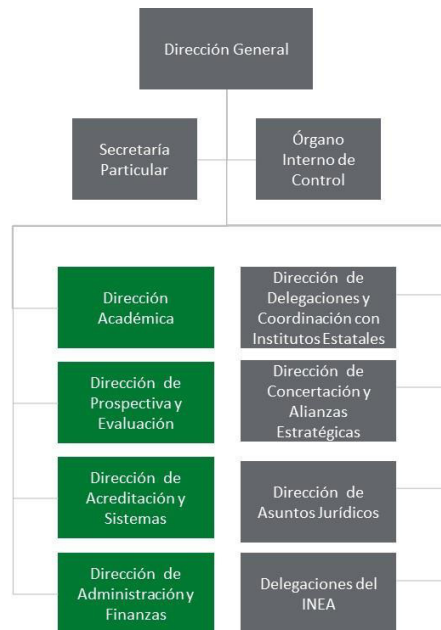 Dirección General
Secretaría
Particular
Órgano
Interno de
Control
Dirección
Académica
Dirección de
Prospectiva y
Evaluación
Dirección de
Acreditación y
Sistemas
Dirección de
Administración y
Finanzas
Dirección de
Delegaciones y
Coordinación con
Institutos Estatales
Dirección de
Concertación y
Alianzas
Estratégicas
Dirección de
Asuntos Jurídicos
Delegaciones del
INEA